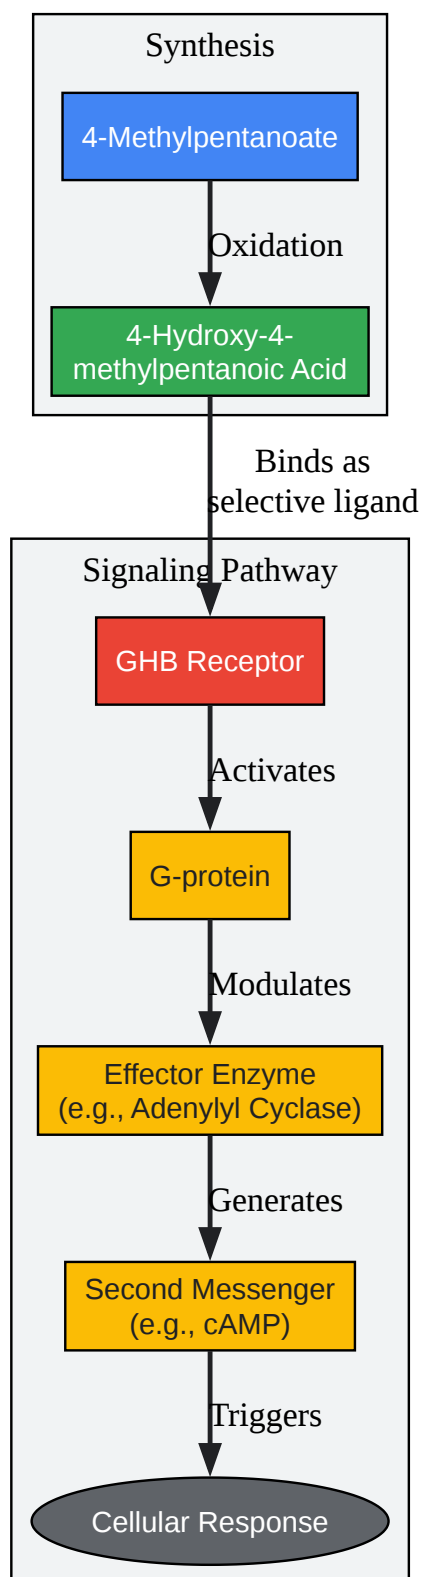 Synthesis
4-Methylpentanoate
Oxidation
4-Hydroxy-4-
methylpentanoic Acid
Binds as
selective ligand
Signaling Pathway
GHB Receptor
Activates
G-protein
Modulates
Effector Enzyme
(e.g., Adenylyl Cyclase)
Generates
Second Messenger
(e.g., cAMP)
Triggers
Cellular Response